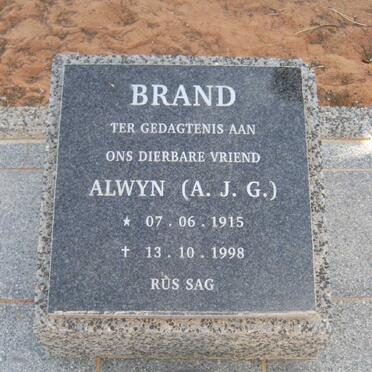 BRAND
TER GEDAGTENIS AAN
ONS DIERBARE VRIEND
ALWYN (A. J. G.)
★ 07 . 06 . 1915
† 13 . 10 . 1998
RUS SAG